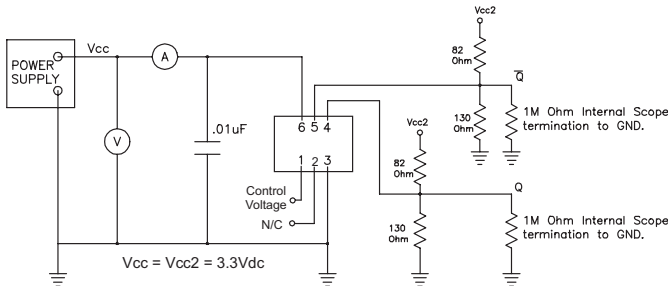 Vcc2
82
Ohm
Q
130
Ohm
1M Ohm Internal Scope
termination to GND.
POWER
SUPPLY
Vcc
A
V
.01uF
6 5 4
1 2 3
Control
Voltage
N/C
Vcc2
82
Ohm
Q
130
Ohm
1M Ohm Internal Scope
termination to GND.
Vcc = Vcc2 = 3.3Vdc